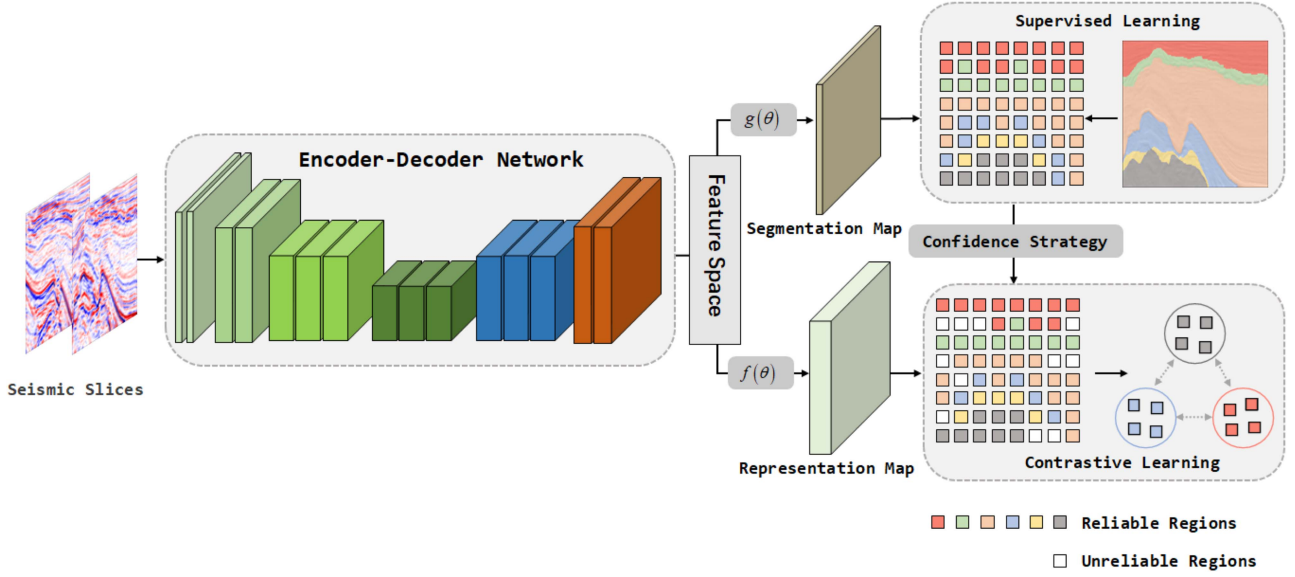 Supervised Learning
g(θ)
Encoder-Decoder Network
Feature Space
Segmentation Map
Confidence Strategy
Seismic Slices
f(θ)
Representation Map
Contrastive Learning
Reliable Regions
Unreliable Regions